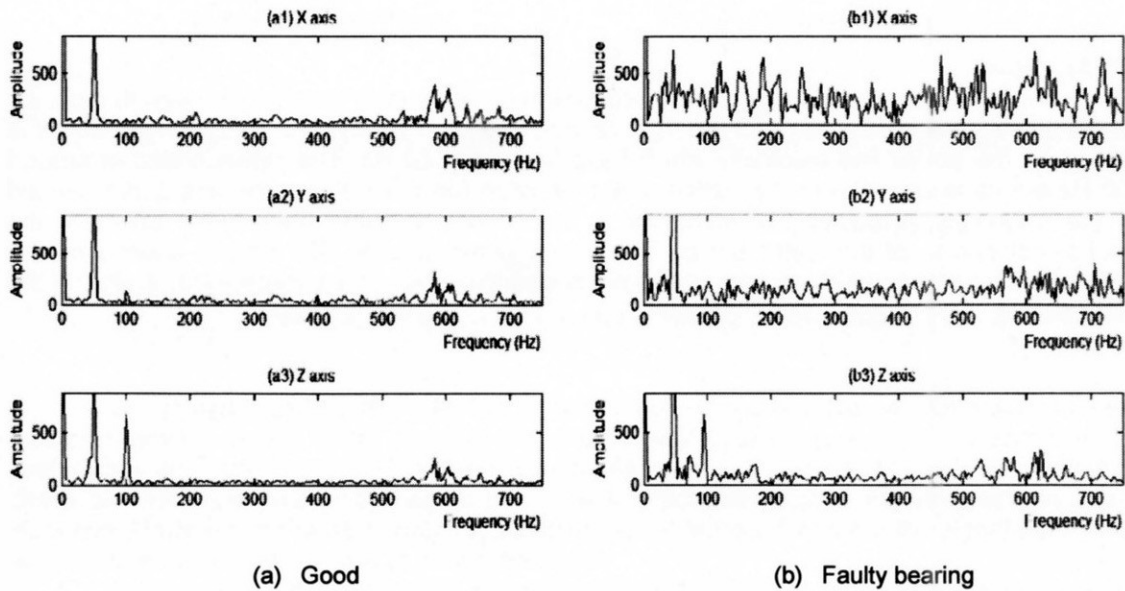 (a1) X axis
Amplitude
500
0
0 100 200 300 400 500 600 700
Frequency (Hz)
(a2) Y axis
Amplitude
500
0
0 100 200 300 400 500 600 700
Frequency (Hz)
(a3) Z axis
Amplitude
500
0
0 100 200 300 400 500 600 700
Frequency (Hz)
(a) Good
(b1) X axis
Amplitude
500
0
0 100 200 300 400 500 600 700
Frequency (Hz)
(b2) Y axis
Amplitude
500
0
0 100 200 300 400 500 600 700
Frequency (Hz)
(b3) Z axis
Amplitude
500
0
0 100 200 300 400 500 600 700
Frequency (Hz)
(b) Faulty bearing